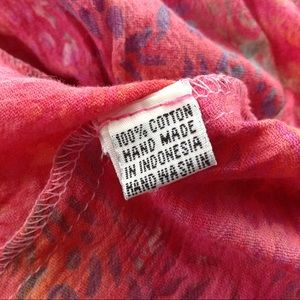 100% COTTON
HAND MADE
IN INDONESIA
HAND WASH IN